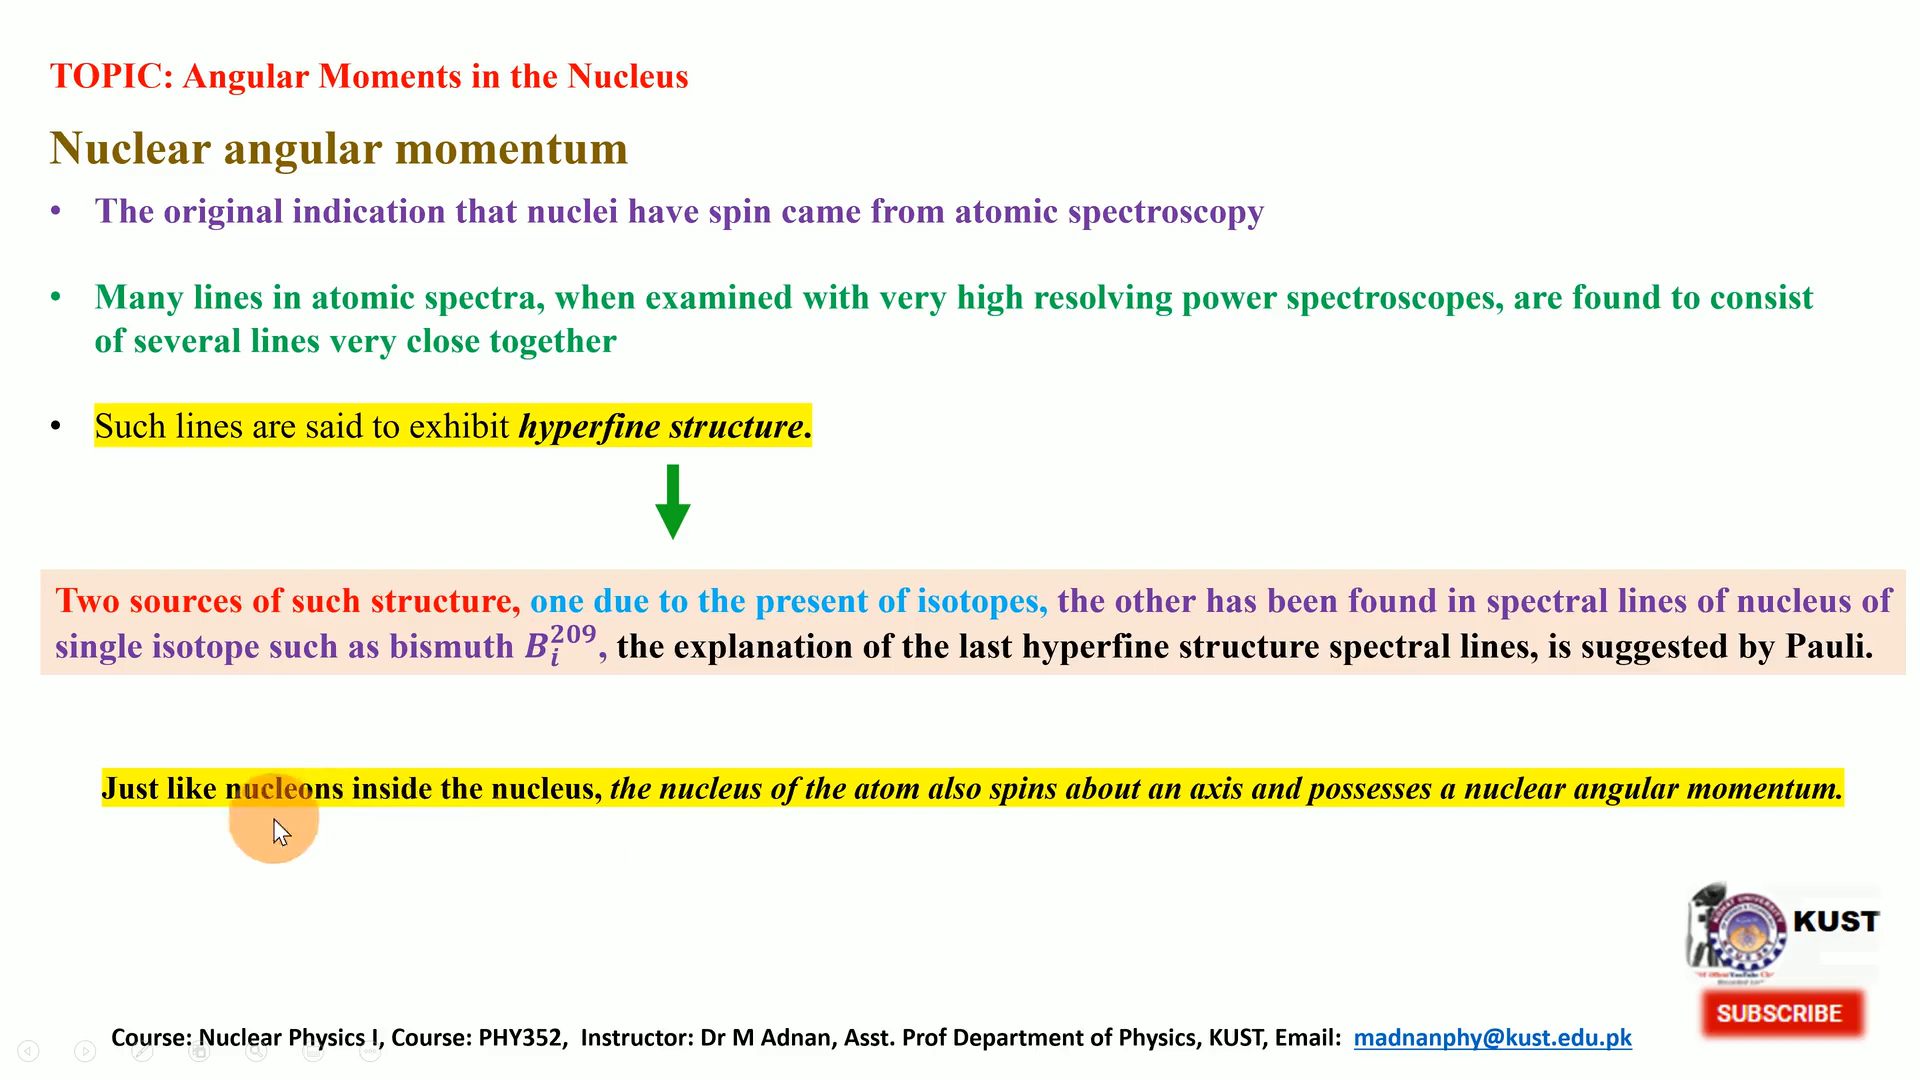 TOPIC: Angular Moments in the Nucleus
Nuclear angular momentum
• The original indication that nuclei have spin came from atomic spectroscopy
• Many lines in atomic spectra, when examined with very high resolving power spectroscopes, are found to consist
of several lines very close together
• Such lines are said to exhibit hyperfine structure.
Two sources of such structure, one due to the present of isotopes, the other has been found in spectral lines of nucleus of
single isotope such as bismuth B_i^209, the explanation of the last hyperfine structure spectral lines, is suggested by Pauli.
Just like nucleons inside the nucleus, the nucleus of the atom also spins about an axis and possesses a nuclear angular momentum.
KUST
SUBSCRIBE
Course: Nuclear Physics I, Course: PHY352, Instructor: Dr M Adnan, Asst. Prof Department of Physics, KUST, Email: madnanphy@kust.edu.pk